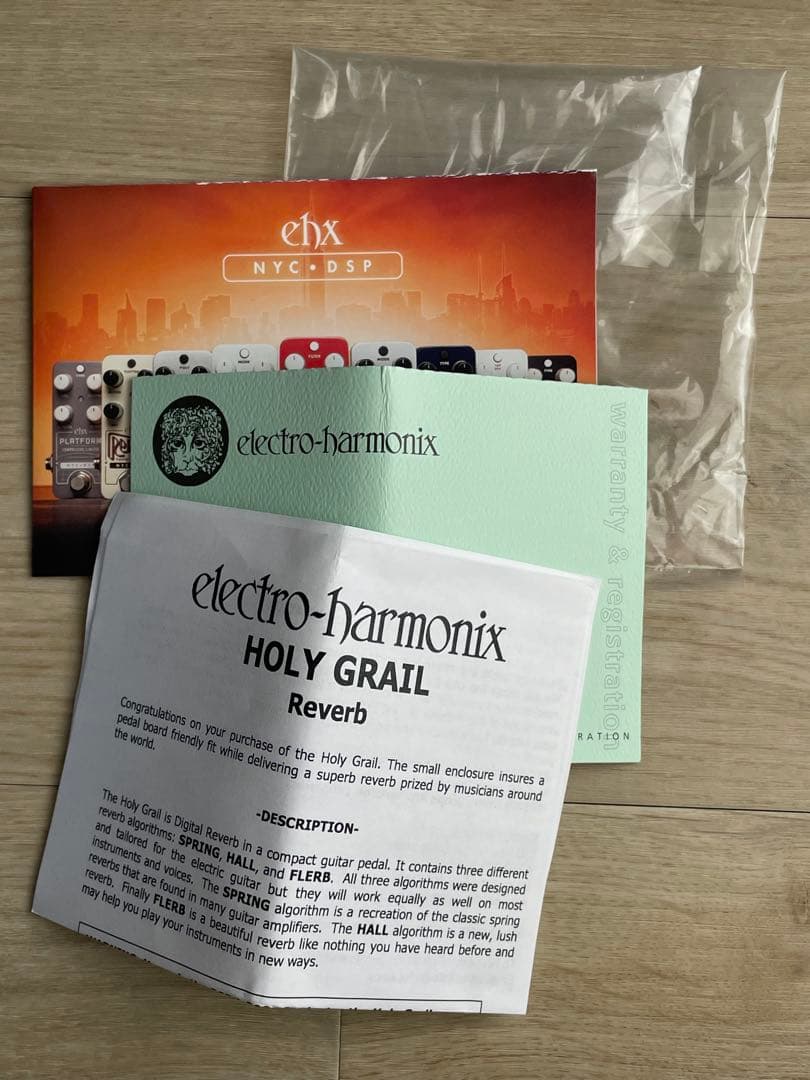 ehx
NYC•DSP
ehx
PLATFORM
electro-harmonix
warranty & registration
RATION
electro-harmonix
HOLY GRAIL
Reverb
Congratulations on your purchase of the Holy Grail. The small enclosure insures a
pedal board friendly fit while delivering a superb reverb prized by musicians around
the world.
-DESCRIPTION-
The Holy Grail is Digital Reverb in a compact guitar pedal. It contains three different
reverb algorithms: SPRING, HALL, and FLERB. All three algorithms were designed
and tailored for the electric guitar but they will work equally as well on most
instruments and voices. The SPRING algorithm is a recreation of the classic spring
reverbs that are found in many guitar amplifiers. The HALL algorithm is a new, lush
reverb. Finally FLERB is a beautiful reverb like nothing you have heard before and
may help you play your instruments in new ways.